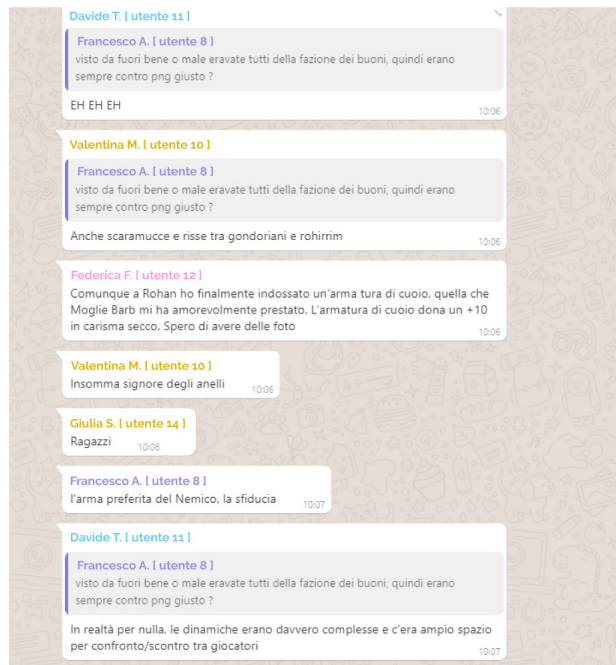 Davide T. [ utente 11 ]
Francesco A. [ utente 8 ]
visto da fuori bene o male eravate tutti della fazione dei buoni, quindi erano
sempre contro png giusto ?
EH EH EH
10:06
Valentina M. [ utente 10 ]
Francesco A. [ utente 8 ]
visto da fuori bene o male eravate tutti della fazione dei buoni, quindi erano
sempre contro png giusto ?
Anche scaramucce e risse tra gondoriani e rohirrim
10:06
Federica F. [ utente 12 ]
Comunque a Rohan ho finalmente indossato un'arma tura di cuoio, quella che
Moglie Barb mi ha amorevolmente prestato. L'armatura di cuoio dona un +10
in carisma secco. Spero di avere delle foto
10:06
Valentina M. [ utente 10 ]
Insomma signore degli anelli
10:06
Giulia S. [ utente 14 ]
Ragazzi
10:06
Francesco A. [ utente 8 ]
l'arma preferita del Nemico, la sfiducia
10:07
Davide T. [ utente 11 ]
Francesco A. [ utente 8 ]
visto da fuori bene o male eravate tutti della fazione dei buoni, quindi erano
sempre contro png giusto ?
In realtà per nulla, le dinamiche erano davvero complesse e c'era ampio spazio
per confronto/scontro tra giocatori
10:07